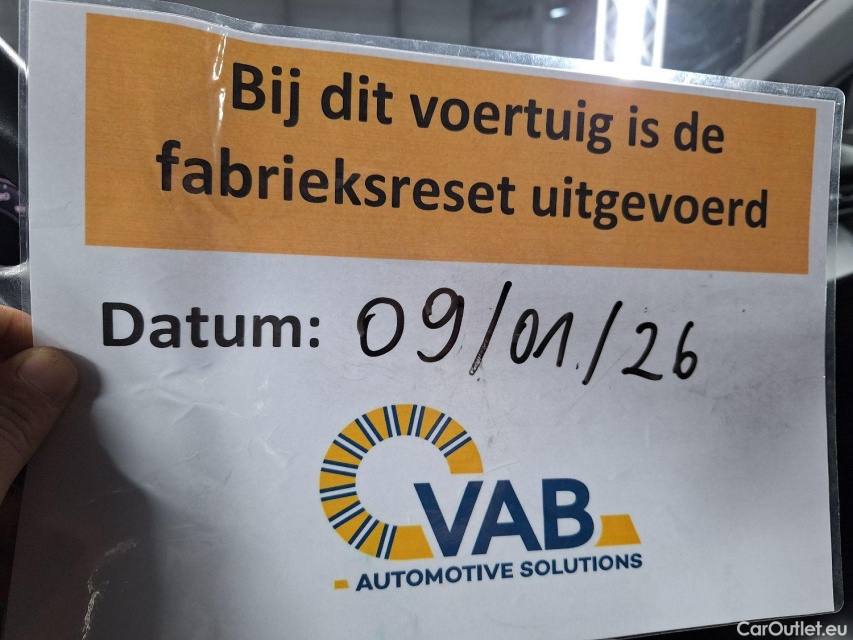 Bij dit voertuig is de
fabrieksreset uitgevoerd
Datum: 09/01/26
VAB
AUTOMOTIVE SOLUTIONS
CarOutlet.eu